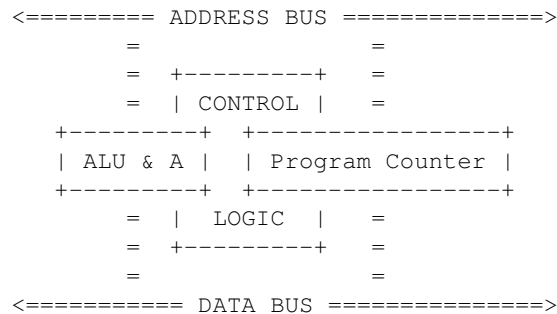 <========= ADDRESS BUS ==============>
= =
= +---------+ =
= | CONTROL | =
+---------+ +-----------------+
| ALU & A | | Program Counter |
+---------+ +-----------------+
= | LOGIC | =
= +---------+ =
= =
<=========== DATA BUS ===============>